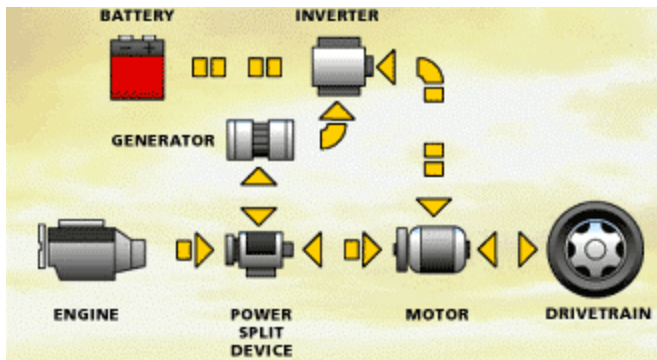 BATTERY
INVERTER
GENERATOR
ENGINE
POWER
SPLIT
DEVICE
MOTOR
DRIVETRAIN